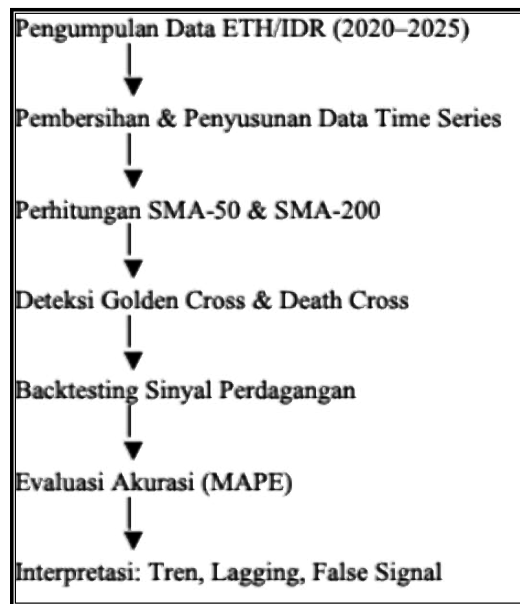 Pengumpulan Data ETH/IDR (2020–2025)
Pembersihan & Penyusunan Data Time Series
Perhitungan SMA-50 & SMA-200
Deteksi Golden Cross & Death Cross
Backtesting Sinyal Perdagangan
Evaluasi Akurasi (MAPE)
Interpretasi: Tren, Lagging, False Signal